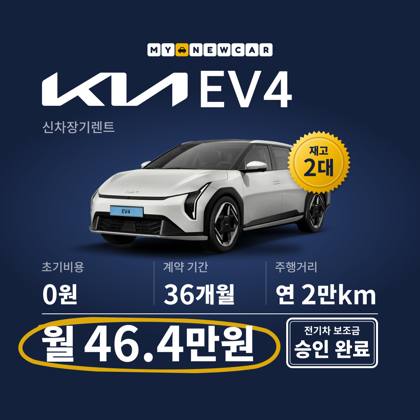 MY NEWCAR
KIA EV4
신차장기렌트
재고
2대
EV4
초기비용
계약 기간
주행거리
0원
36개월
연 2만km
월 46.4만원
전기차 보조금
승인 완료